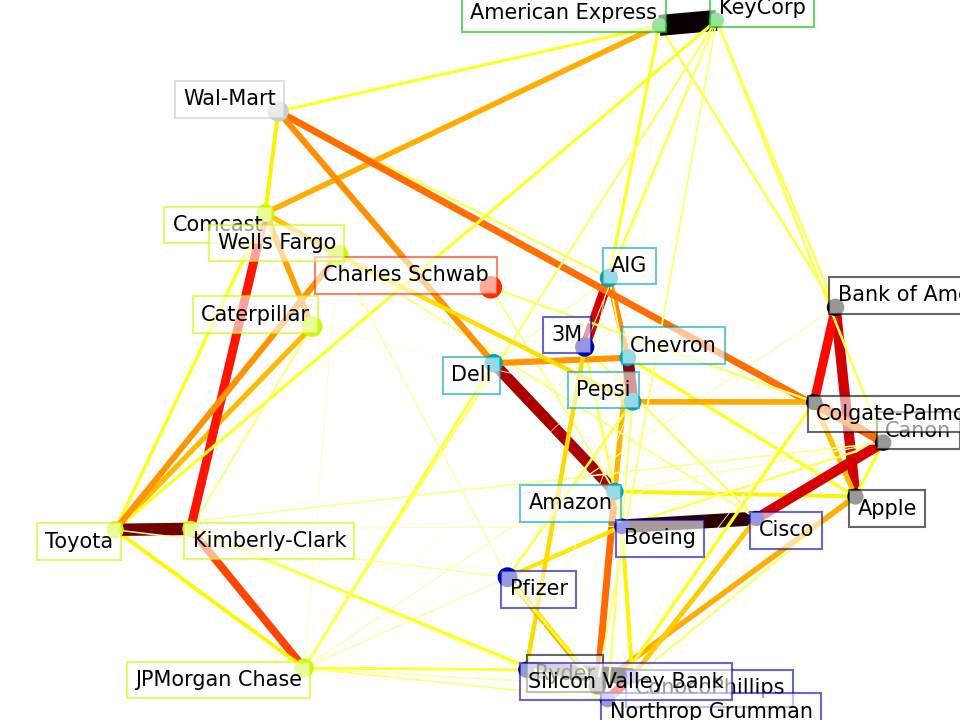 American Express
KeyCorp
Wal-Mart
Comcast
Wells Fargo
AIG
Charles Schwab
Bank of Ame
Caterpillar
3M
Chevron
Dell
Pepsi
Colgate-Palmo
Canon
Amazon
Apple
Boeing
Cisco
Toyota
Kimberly-Clark
Pfizer
Ryder
JPMorgan Chase
Silicon Valley Bank
ConocoPhillips
Northrop Grumman